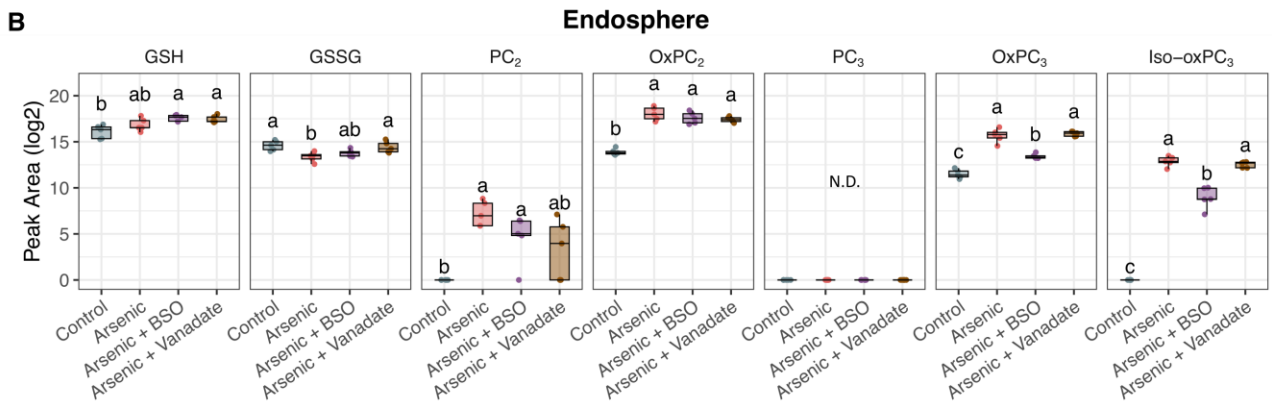 B
Endosphere
GSH GSSG PC2 OxPC2 PC3 OxPC3 Iso-oxPC3
Peak Area (log2)
20
15
10
5
0
b ab a a
a b ab a
b a a ab
b a a a
N.D.
c a b a
c a b a
Control Arsenic Arsenic + BSO Arsenic + Vanadate
Control Arsenic Arsenic + BSO Arsenic + Vanadate
Control Arsenic Arsenic + BSO Arsenic + Vanadate
Control Arsenic Arsenic + BSO Arsenic + Vanadate
Control Arsenic Arsenic + BSO Arsenic + Vanadate
Control Arsenic Arsenic + BSO Arsenic + Vanadate
Control Arsenic Arsenic + BSO Arsenic + Vanadate